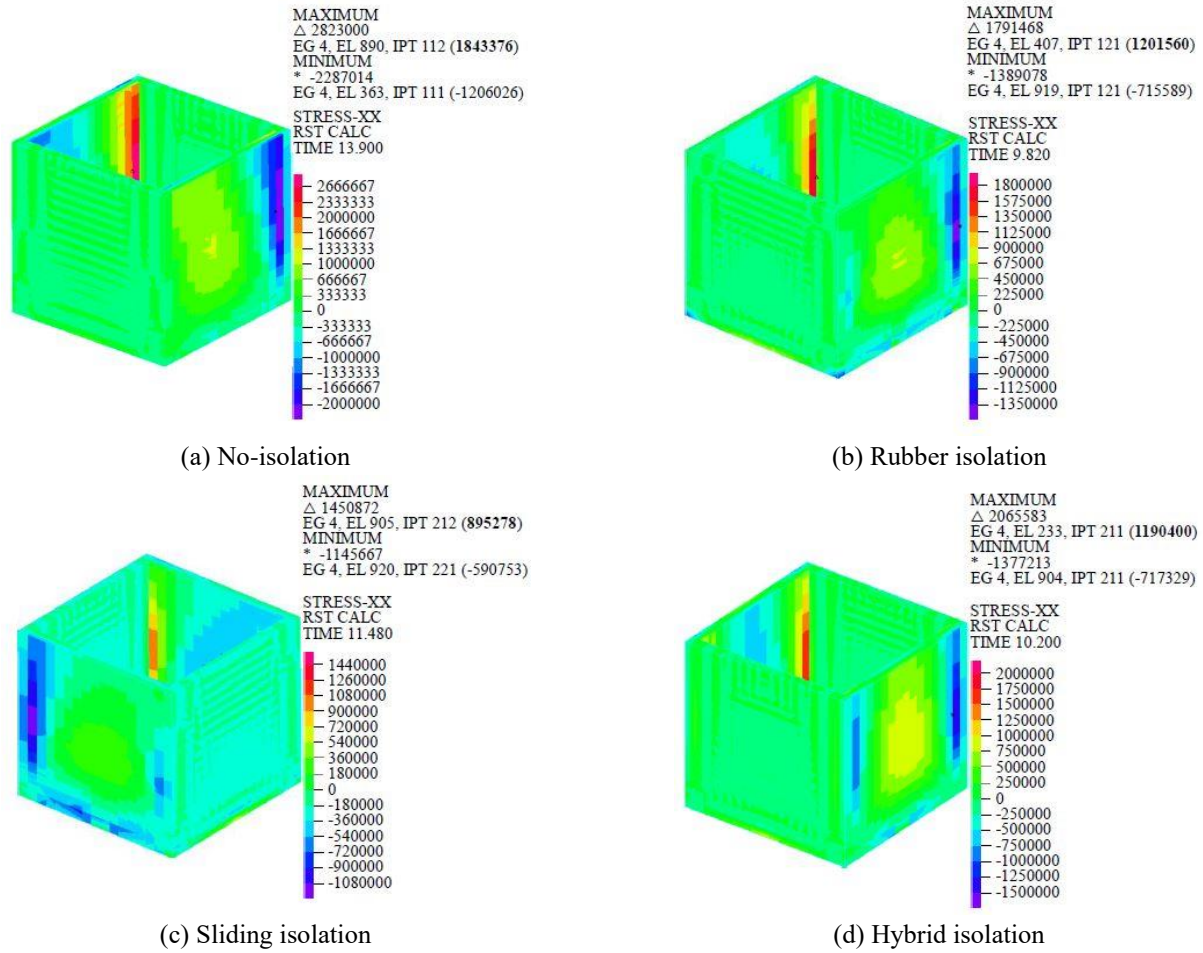 MAXIMUM
△ 2823000
EG 4, EL 890, IPT 112 (1843376)
MINIMUM
* -2287014
EG 4, EL 363, IPT 111 (-1206026)
STRESS-XX
RST CALC
TIME 13.900
2666667
2333333
2000000
1666667
1333333
1000000
666667
333333
0
-333333
-666667
-1000000
-1333333
-1666667
-2000000
(a) No-isolation
MAXIMUM
△ 1791468
EG 4, EL 407, IPT 121 (1201560)
MINIMUM
* -1389078
EG 4, EL 919, IPT 121 (-715589)
STRESS-XX
RST CALC
TIME 9.820
1800000
1575000
1350000
1125000
900000
675000
450000
225000
0
-225000
-450000
-675000
-900000
-1125000
-1350000
(b) Rubber isolation
MAXIMUM
△ 1450872
EG 4, EL 905, IPT 212 (895278)
MINIMUM
* -1145667
EG 4, EL 920, IPT 221 (-590753)
STRESS-XX
RST CALC
TIME 11.480
1440000
1260000
1080000
900000
720000
540000
360000
180000
0
-180000
-360000
-540000
-720000
-900000
-1080000
(c) Sliding isolation
MAXIMUM
△ 2065583
EG 4, EL 233, IPT 211 (1190400)
MINIMUM
* -1377213
EG 4, EL 904, IPT 211 (-717329)
STRESS-XX
RST CALC
TIME 10.200
2000000
1750000
1500000
1250000
1000000
750000
500000
250000
0
-250000
-500000
-750000
-1000000
-1250000
-1500000
(d) Hybrid isolation